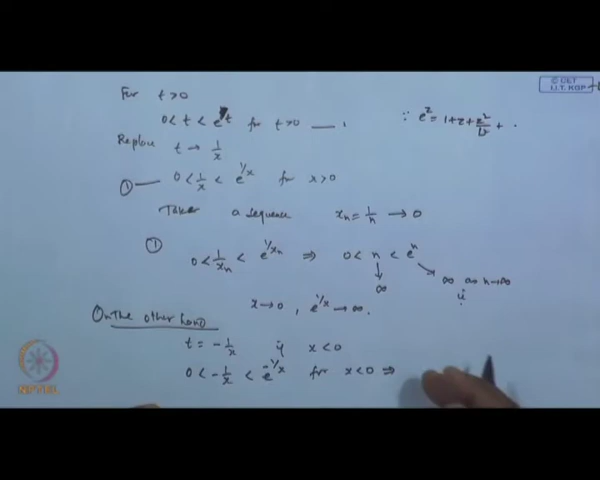 © CET
I.I.T. KGP
For t > 0
0 < t < e^t for t > 0 — 1
∵ e^z = 1 + z + z^2/2! + ..
Replace t → 1/x
① — 0 < 1/x < e^{1/x} for x > 0
Take a sequence x_n = 1/n → 0
① 0 < 1/x_n < e^{1/x_n} ⇒ 0 < n < e^n
↓ ∞ ↘ ∞ as n → ∞
x → 0, e^{1/x} → ∞.
On the other hand
t = -1/x if x < 0
0 < -1/x < e^{-1/x} for x < 0 ⇒
NPTEL